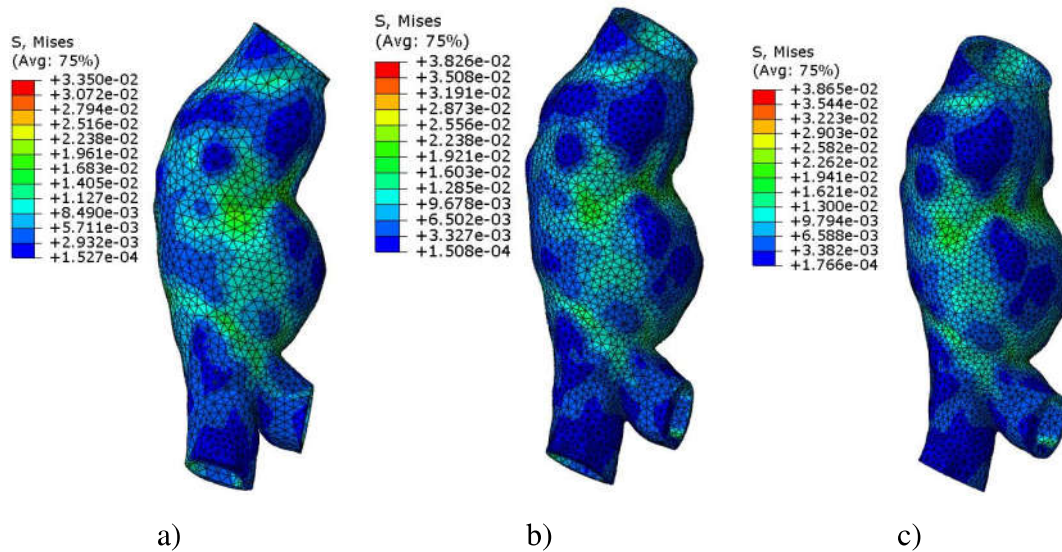 S, Mises
(Avg: 75%)
+3.350e-02
+3.072e-02
+2.794e-02
+2.516e-02
+2.238e-02
+1.961e-02
+1.683e-02
+1.405e-02
+1.127e-02
+8.490e-03
+5.711e-03
+2.932e-03
+1.527e-04
S, Mises
(Avg: 75%)
+3.826e-02
+3.508e-02
+3.191e-02
+2.873e-02
+2.556e-02
+2.238e-02
+1.921e-02
+1.603e-02
+1.285e-02
+9.678e-03
+6.502e-03
+3.327e-03
+1.508e-04
S, Mises
(Avg: 75%)
+3.865e-02
+3.544e-02
+3.223e-02
+2.903e-02
+2.582e-02
+2.262e-02
+1.941e-02
+1.621e-02
+1.300e-02
+9.794e-03
+6.588e-03
+3.382e-03
+1.766e-04
a) b) c)